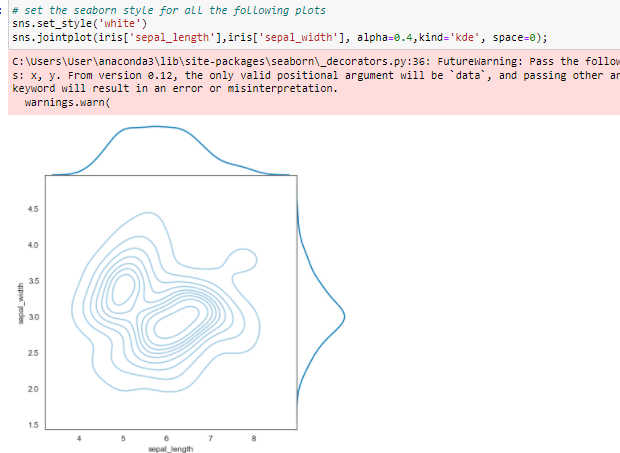 # set the seaborn style for all the following plots
sns.set_style('white')
sns.jointplot(iris['sepal_length'],iris['sepal_width'], alpha=0.4,kind='kde', space=0);
C:\Users\User\anaconda3\lib\site-packages\seaborn\_decorators.py:36: FutureWarning: Pass the
s: x, y. From version 0.12, the only valid positional argument will be `data`, and passing other
keyword will result in an error or misinterpretation.
warnings.warn(
4.5
4.0
3.5
3.0
2.5
2.0
1.5
sepal_width
4 5 6 7 8
sepal_length